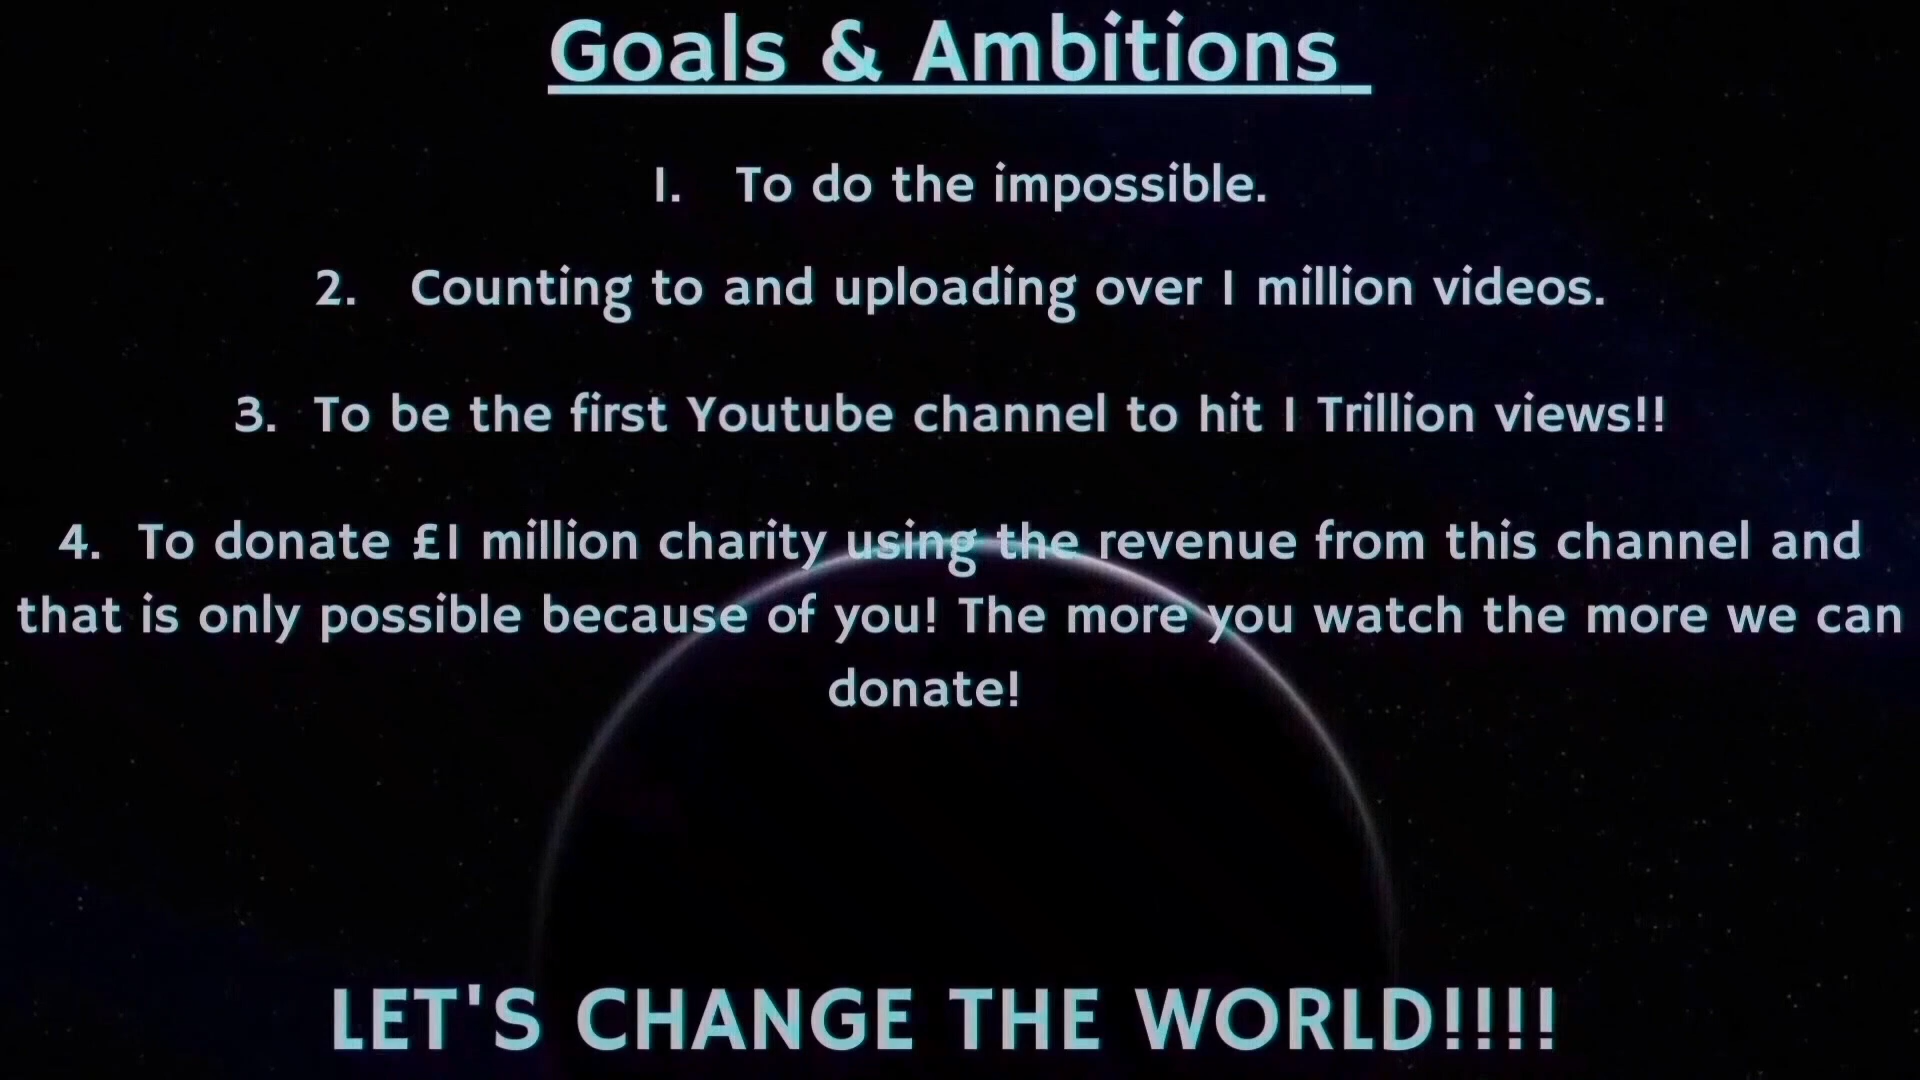 Goals & Ambitions
1. To do the impossible.
2. Counting to and uploading over 1 million videos.
3. To be the first Youtube channel to hit 1 Trillion views!!
4. To donate £1 million charity using the revenue from this channel and
that is only possible because of you! The more you watch the more we can
donate!
LET'S CHANGE THE WORLD!!!!